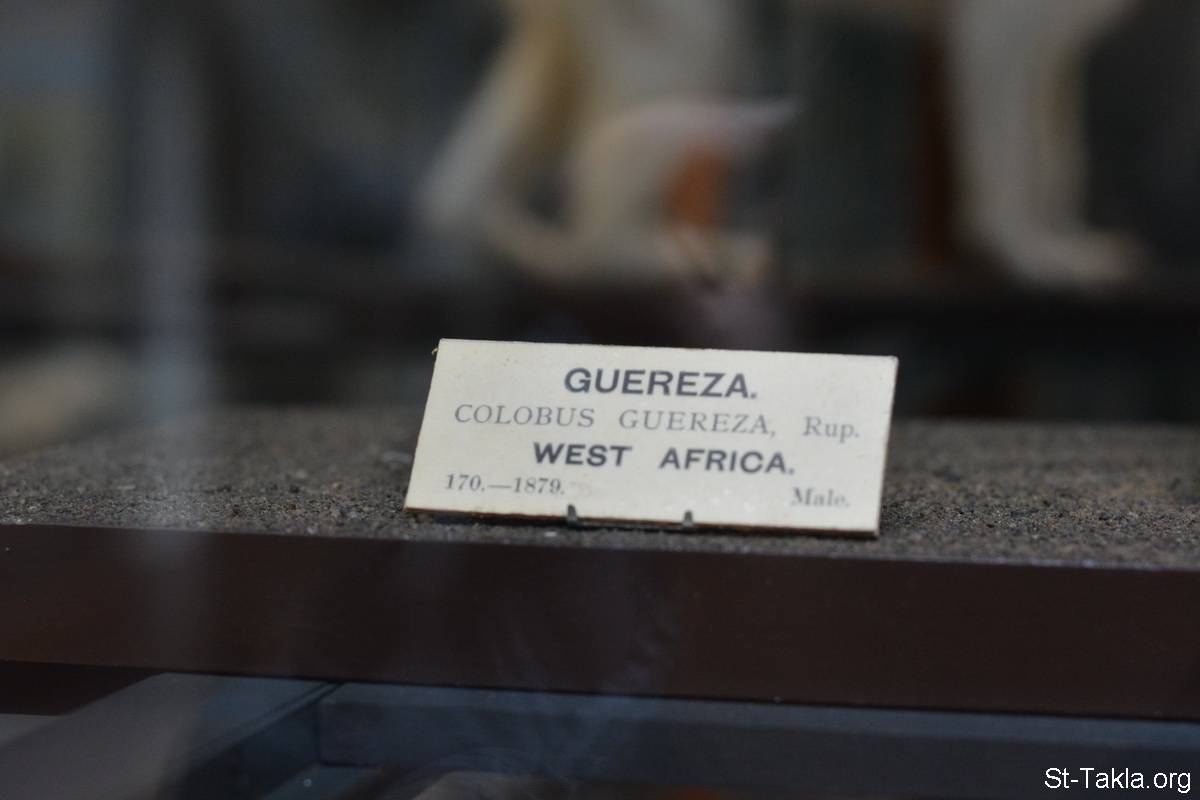 GUEREZA.
COLOBUS GUEREZA, Rup.
WEST AFRICA.
170.—1879. Male.
St-Takla.org